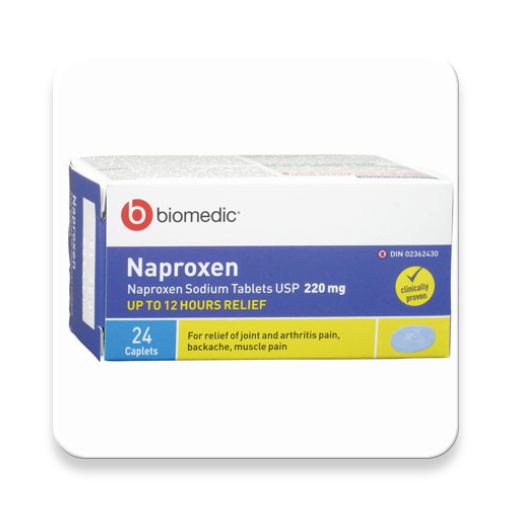 b biomedic
Naproxen
DIN 02362430
Naproxen
Naproxen Sodium Tablets USP 220 mg
UP TO 12 HOURS RELIEF
clinically
proven
24
Caplets
For relief of joint and arthritis pain,
backache, muscle pain